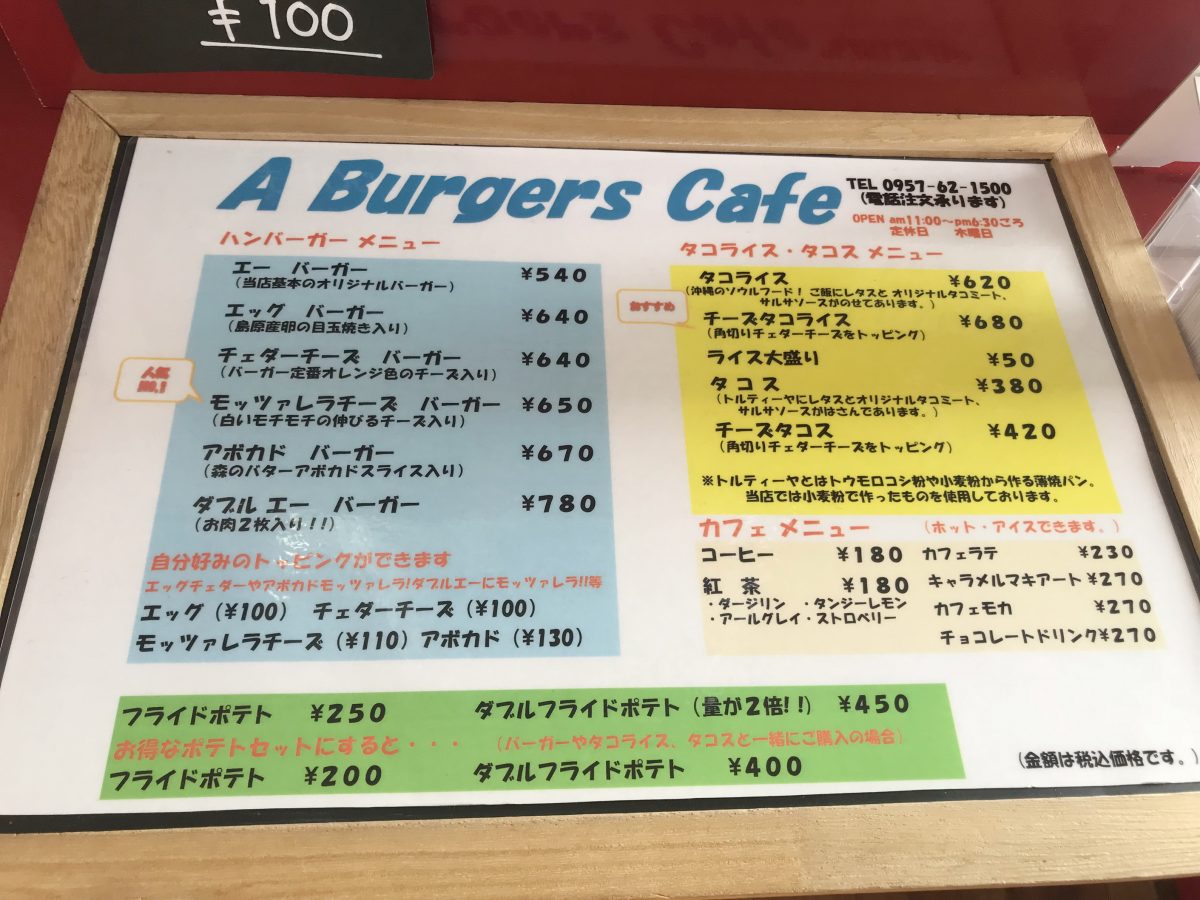 ¥100
A Burgers Cafe
TEL 0957-62-1500
(電話注文承ります)
OPEN am11:00～pm6:30ごろ
定休日 木曜日
ハンバーガー メニュー
エー バーガー ¥540
(当店基本のオリジナルバーガー)
エッグ バーガー ¥640
(島原産卵の目玉焼き入り)
チェダーチーズ バーガー ¥640
(バーガー定番オレンジ色のチーズ入り)
人気
NO.1
モッツァレラチーズ バーガー ¥650
(白いモチモチの伸びるチーズ入り)
アボカド バーガー ¥670
(森のバターアボカドスライス入り)
ダブル エー バーガー ¥780
(お肉2枚入り!!)
自分好みのトッピングができます
エッグチェダーやアボカドモッツァレラ!ダブルエーにモッツァレラ!!等
エッグ (¥100) チェダーチーズ (¥100)
モッツァレラチーズ (¥110) アボカド (¥130)
タコライス・タコス メニュー
タコライス ¥620
(沖縄のソウルフード! ご飯にレタスと オリジナルタコミート、
サルサソースがのせてあります。)
おすすめ
チーズタコライス ¥680
(角切りチェダーチーズをトッピング)
ライス大盛り ¥50
タコス ¥380
(トルティーヤにレタスとオリジナルタコミート、
サルサソースがはさんであります。)
チーズタコス ¥420
(角切りチェダーチーズをトッピング)
※トルティーヤとはトウモロコシ粉や小麦粉から作る薄焼パン。
当店では小麦粉で作ったものを使用しております。
カフェ メニュー (ホット・アイスできます。)
コーヒー ¥180 カフェラテ ¥230
紅 茶 ¥180 キャラメルマキアート ¥270
・ダージリン ・タンジーレモン
・アールグレイ・ストロベリー
カフェモカ ¥270
チョコレートドリンク¥270
フライドポテト ¥250 ダブルフライドポテト (量が2倍!!) ¥450
お得なポテトセットにすると・・・ (バーガーやタコライス、タコスと一緒にご購入の場合)
フライドポテト ¥200 ダブルフライドポテト ¥400
(金額は税込価格です。)